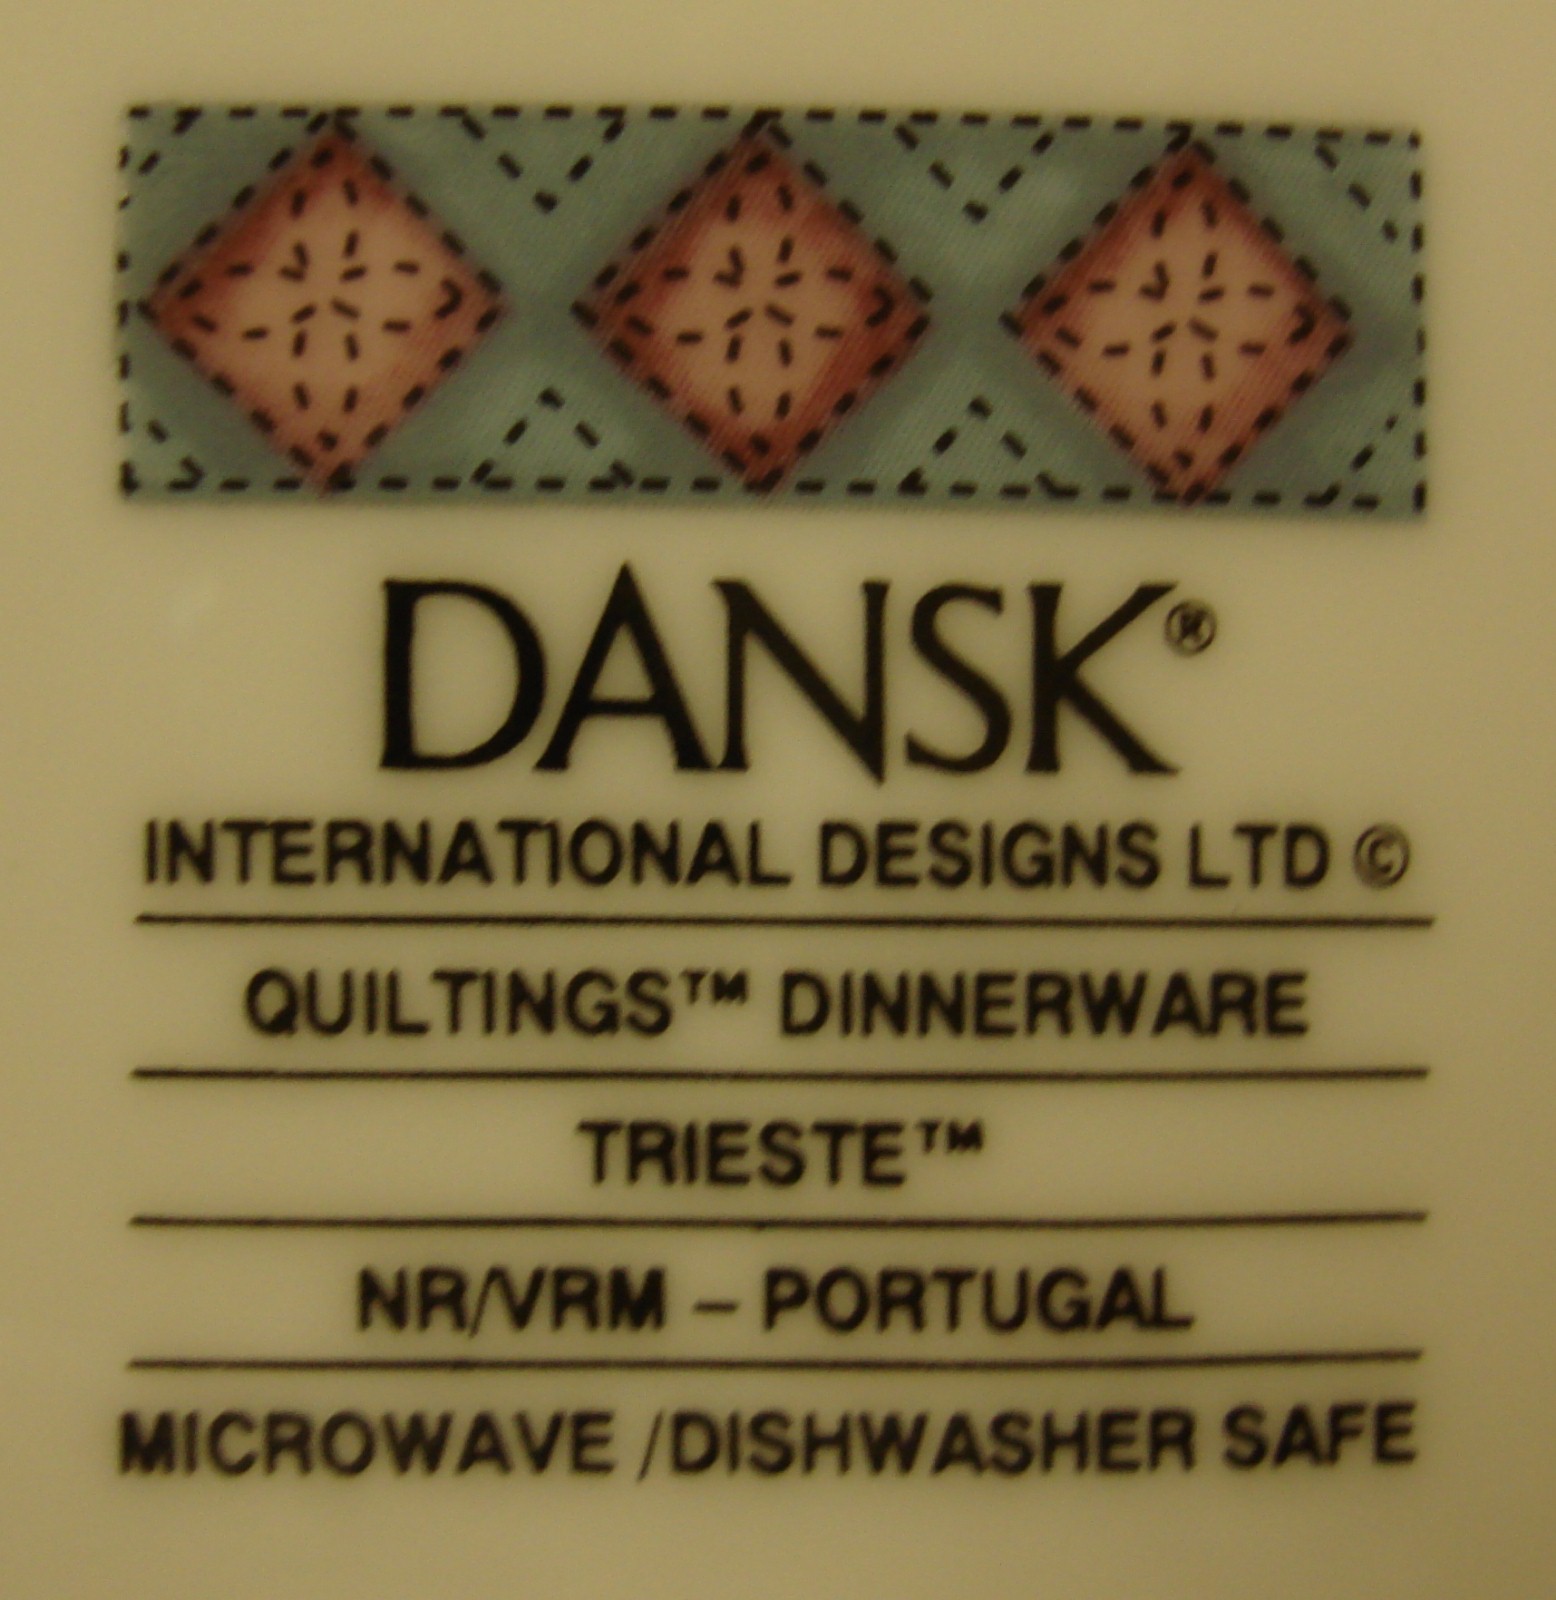 DANSK®
INTERNATIONAL DESIGNS LTD ©
QUILTINGS™ DINNERWARE
TRIESTE™
NR/VRM – PORTUGAL
MICROWAVE /DISHWASHER SAFE